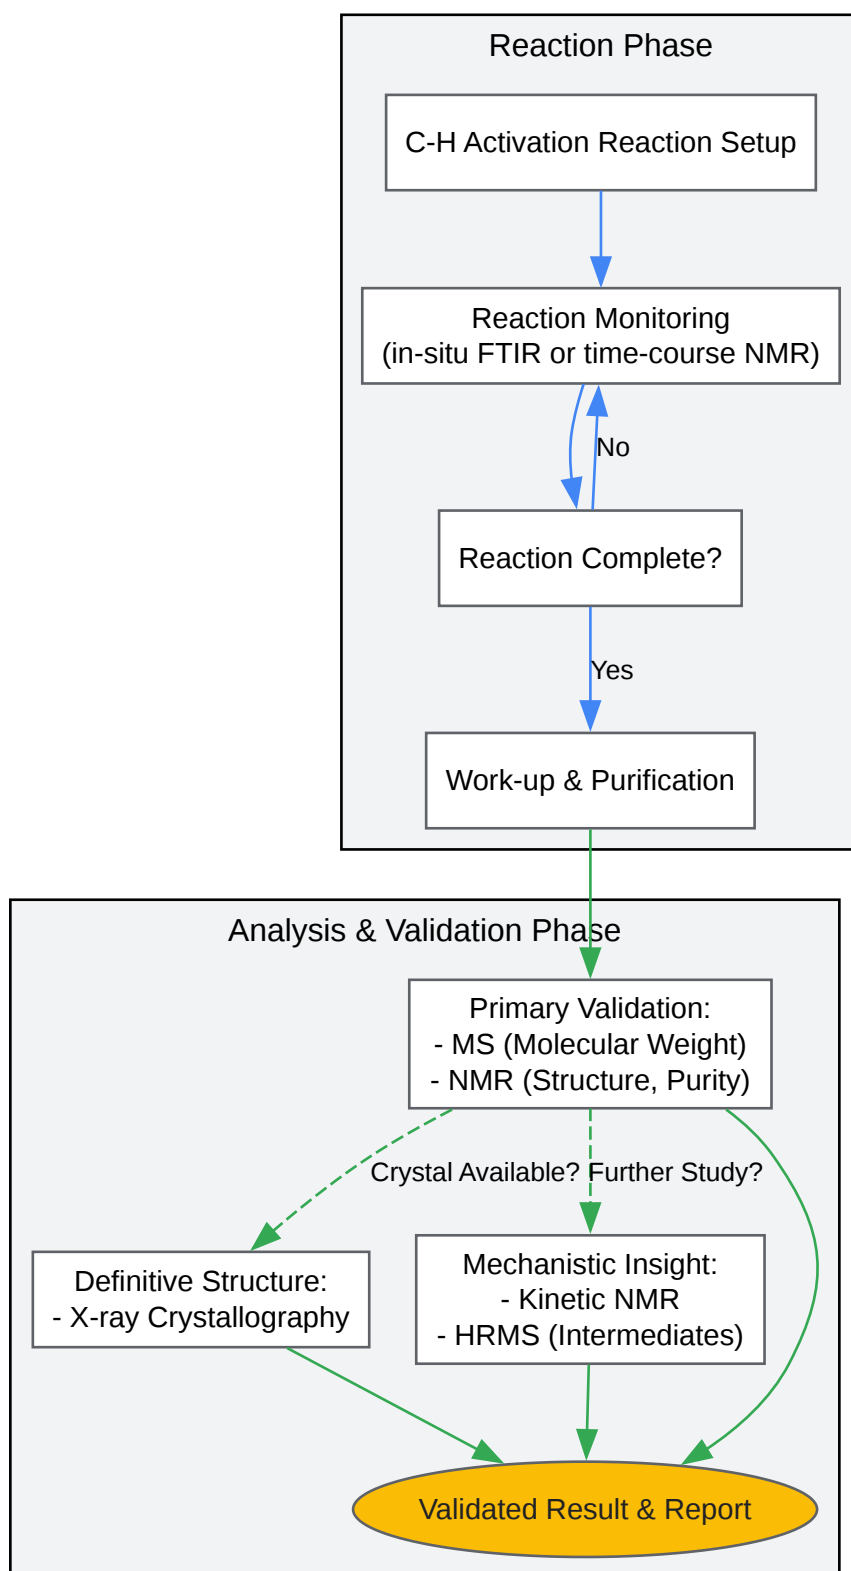 Reaction Phase
C-H Activation Reaction Setup
Reaction Monitoring
(in-situ FTIR or time-course NMR)
No
Reaction Complete?
Yes
Work-up & Purification
Analysis & Validation Phase
Primary Validation:
- MS (Molecular Weight)
- NMR (Structure, Purity)
Crystal Available?
Further Study?
Definitive Structure:
- X-ray Crystallography
Mechanistic Insight:
- Kinetic NMR
- HRMS (Intermediates)
Validated Result & Report